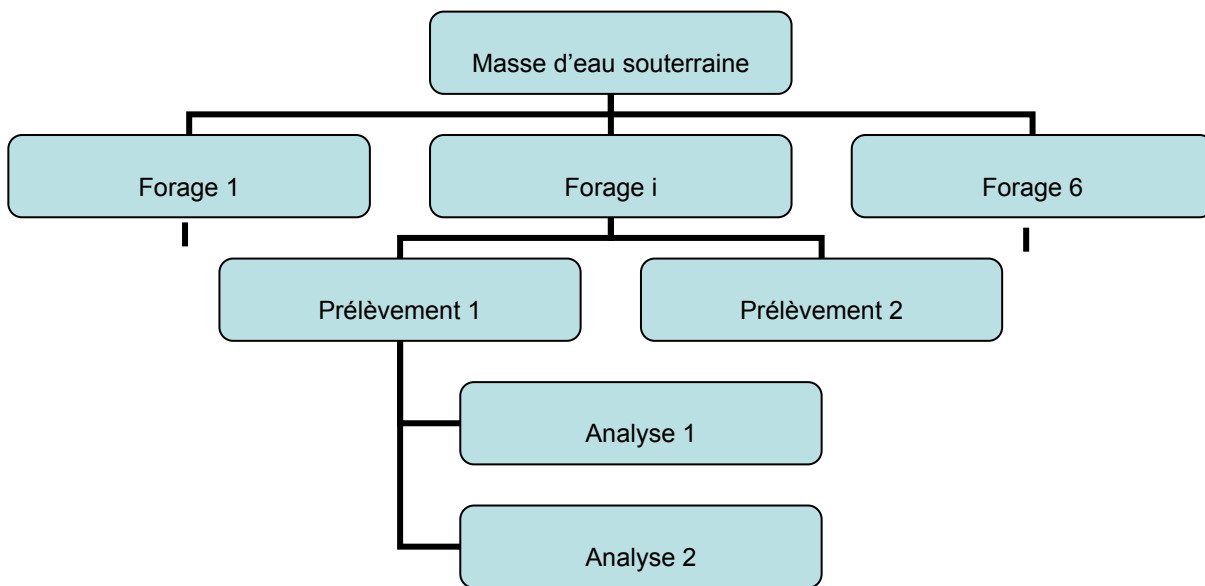 Masse d'eau souterraine
Forage 1
Forage i
Forage 6
Prélèvement 1
Prélèvement 2
Analyse 1
Analyse 2